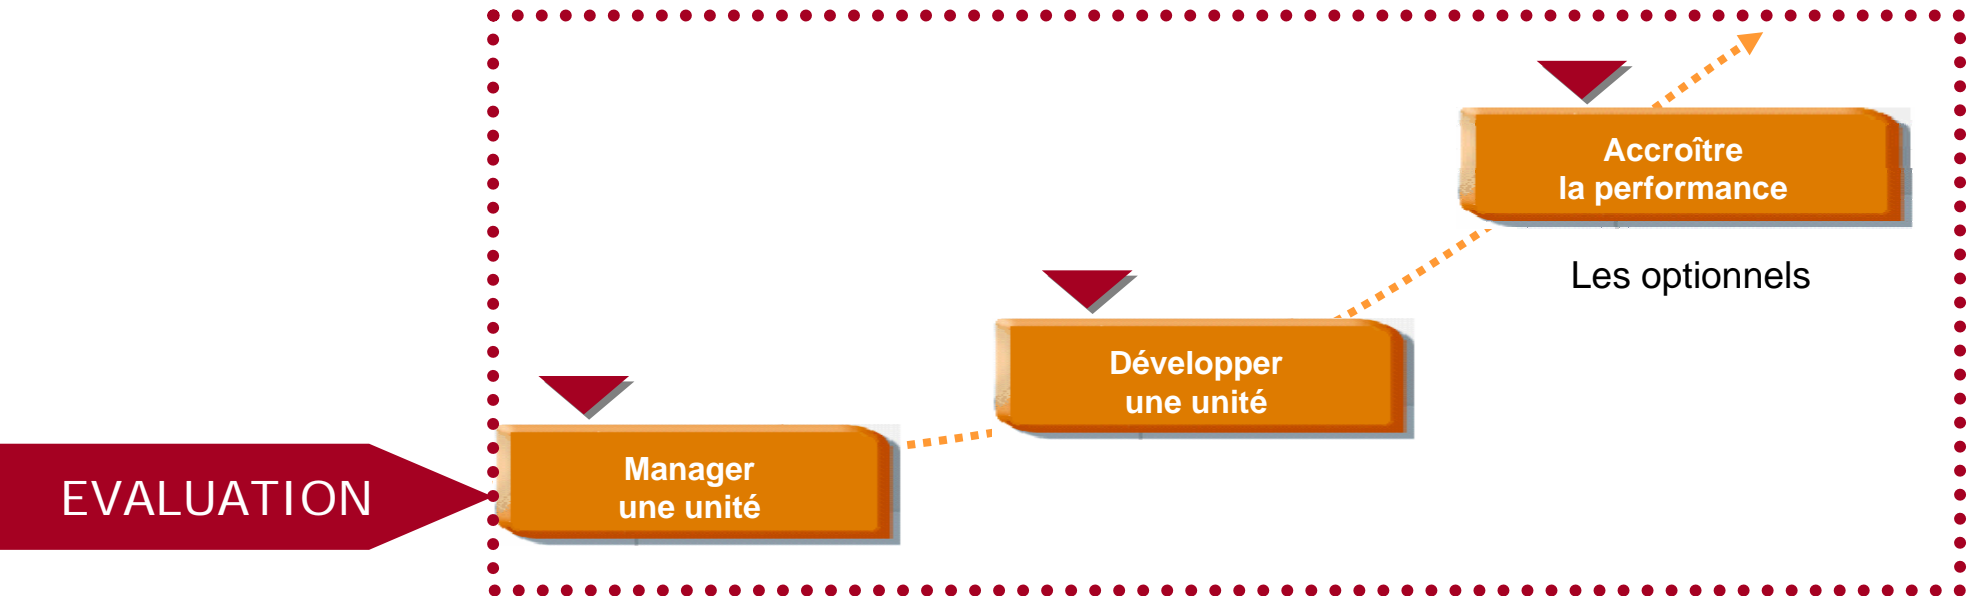 Accroître
la performance
Les optionnels
Développer
une unité
Manager
une unité
EVALUATION